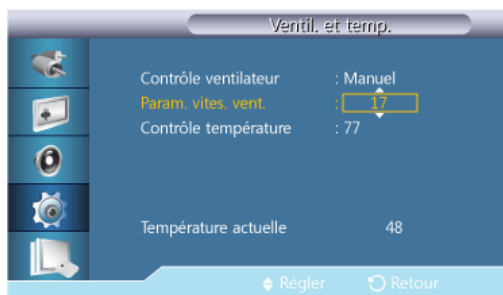 Ventil. et temp.
Contrôle ventilateur : Manuel
Param. vites. vent. : 17
Contrôle température : 77
Température actuelle 48
Régler Retour